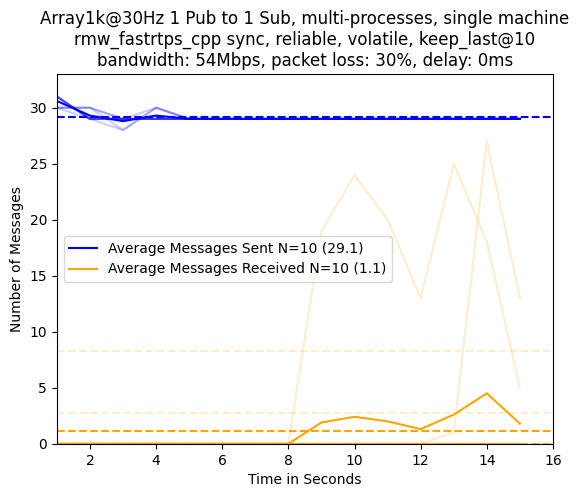 Array1k@30Hz 1 Pub to 1 Sub, multi-processes, single machine
rmw_fastrtps_cpp sync, reliable, volatile, keep_last@10
bandwidth: 54Mbps, packet loss: 30%, delay: 0ms
30
25
20
15
10
5
0
Number of Messages
Average Messages Sent N=10 (29.1)
Average Messages Received N=10 (1.1)
2 4 6 8 10 12 14 16
Time in Seconds